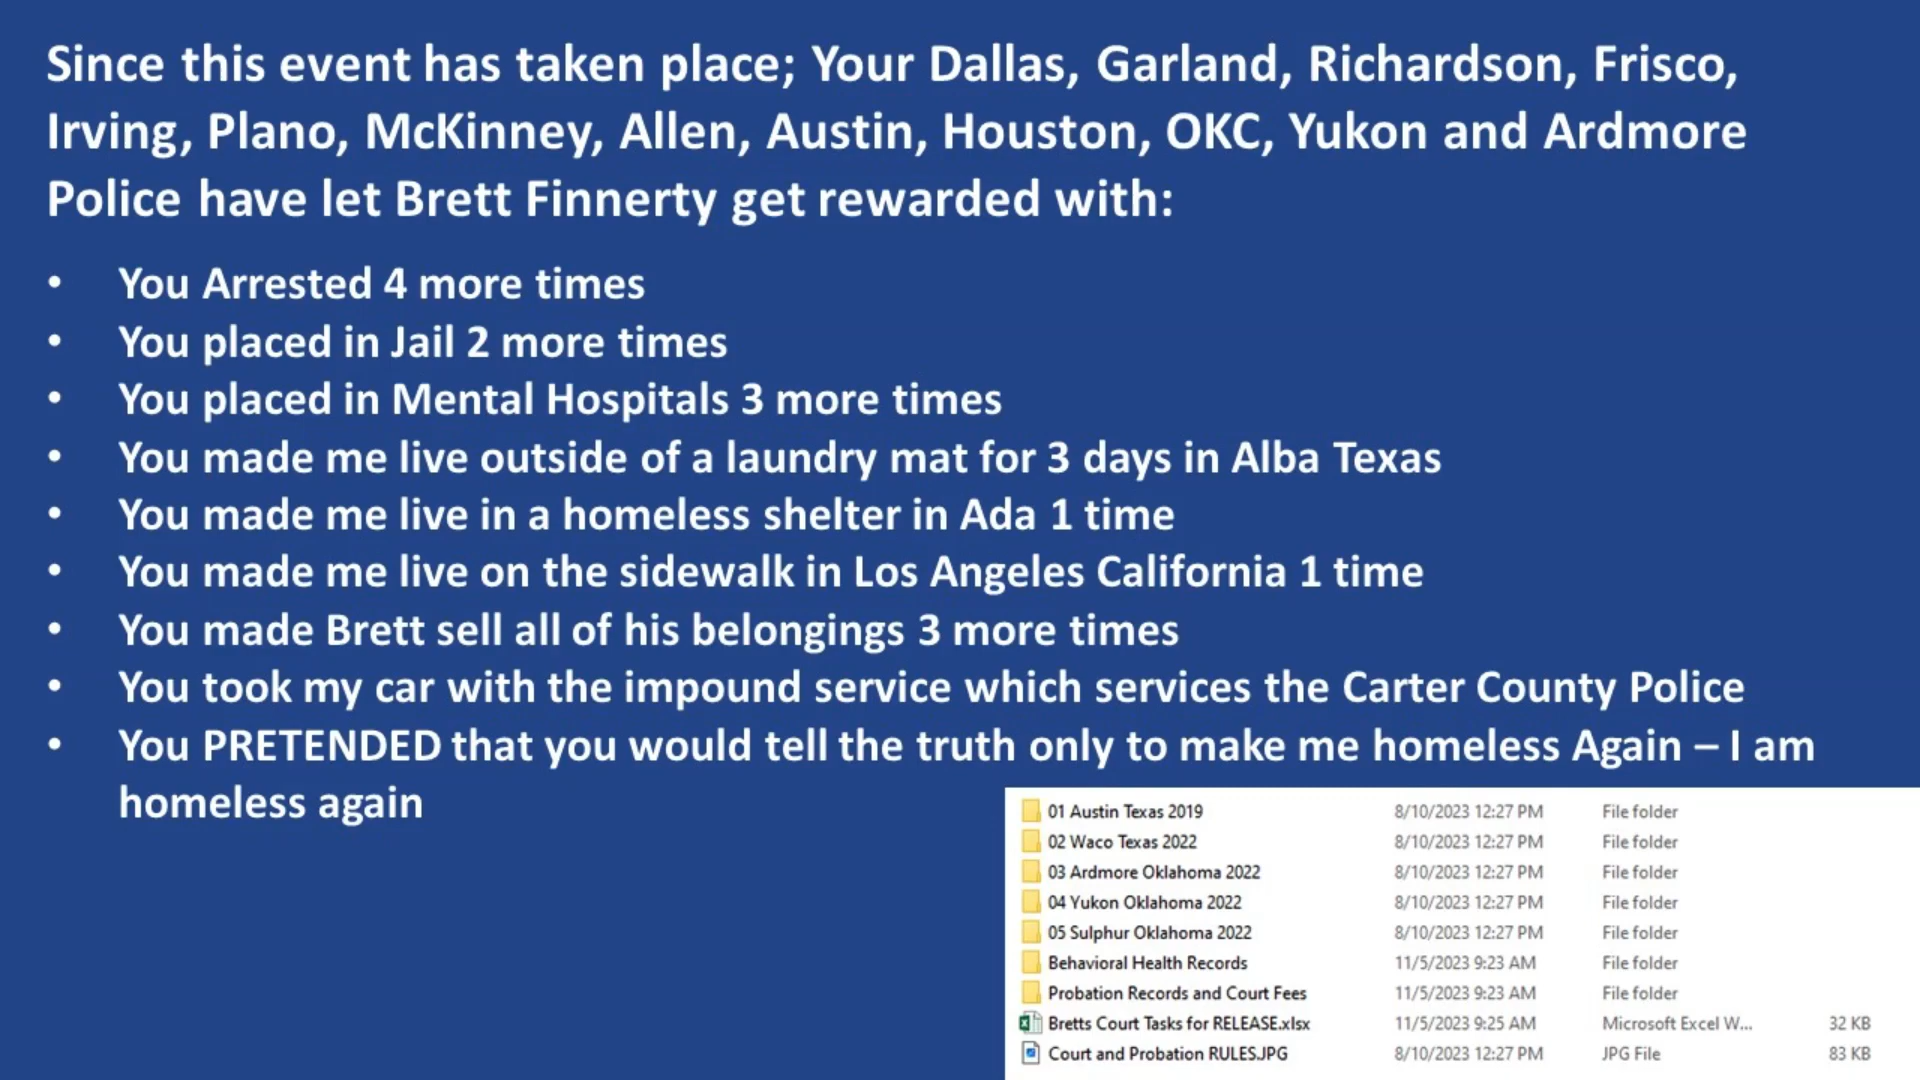 Since this event has taken place; Your Dallas, Garland, Richardson, Frisco,
Irving, Plano, McKinney, Allen, Austin, Houston, OKC, Yukon and Ardmore
Police have let Brett Finnerty get rewarded with:
• You Arrested 4 more times
• You placed in Jail 2 more times
• You placed in Mental Hospitals 3 more times
• You made me live outside of a laundry mat for 3 days in Alba Texas
• You made me live in a homeless shelter in Ada 1 time
• You made me live on the sidewalk in Los Angeles California 1 time
• You made Brett sell all of his belongings 3 more times
• You took my car with the impound service which services the Carter County Police
• You PRETENDED that you would tell the truth only to make me homeless Again – I am
homeless again
01 Austin Texas 2019 8/10/2023 12:27 PM File folder
02 Waco Texas 2022 8/10/2023 12:27 PM File folder
03 Ardmore Oklahoma 2022 8/10/2023 12:27 PM File folder
04 Yukon Oklahoma 2022 8/10/2023 12:27 PM File folder
05 Sulphur Oklahoma 2022 8/10/2023 12:27 PM File folder
Behavioral Health Records 11/5/2023 9:23 AM File folder
Probation Records and Court Fees 11/5/2023 9:23 AM File folder
Bretts Court Tasks for RELEASE.xlsx 11/5/2023 9:25 AM Microsoft Excel W... 32 KB
Court and Probation RULES.JPG 8/10/2023 12:27 PM JPG File 83 KB